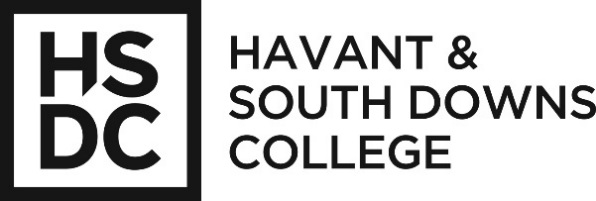 HS
DC
HAVANT &
SOUTH DOWNS
COLLEGE